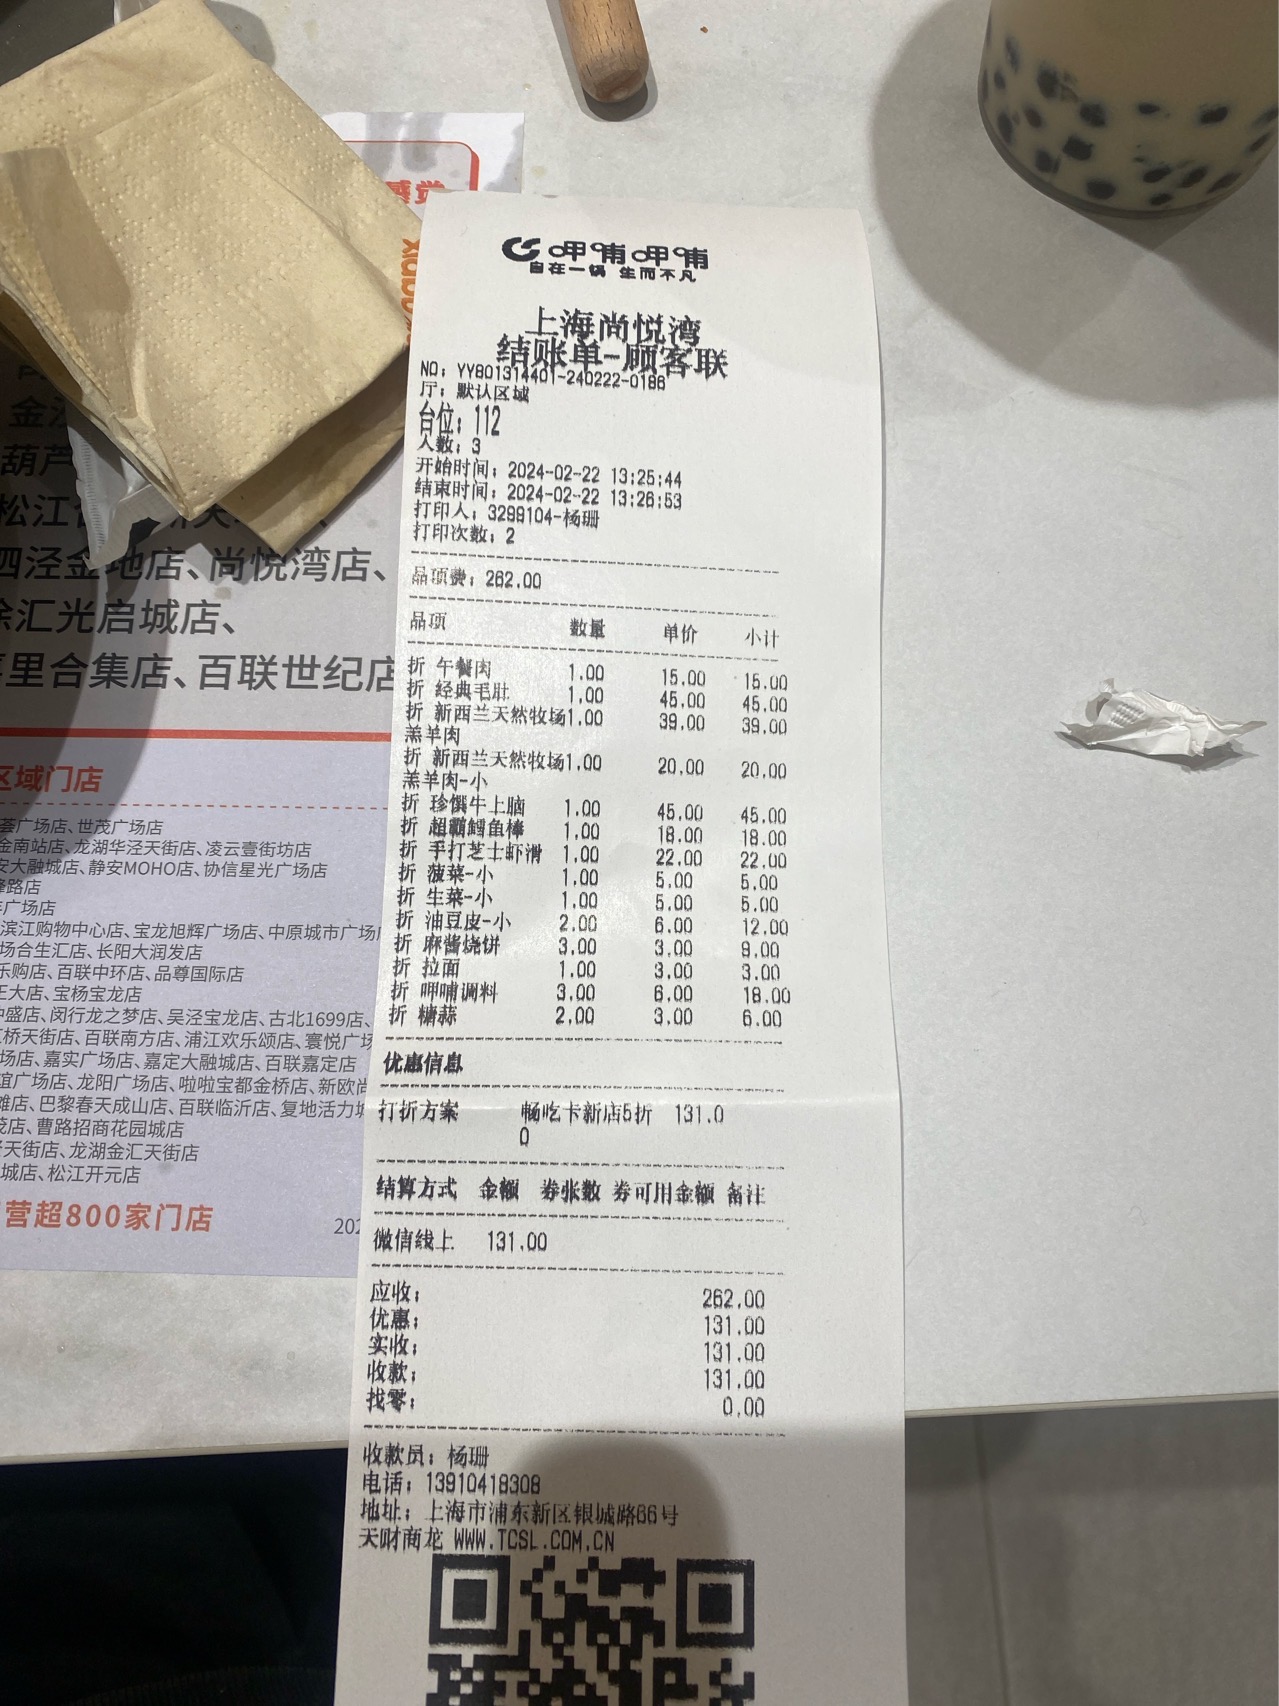 呷哺呷哺
自在一锅 生而不凡
上海尚悦湾
结账单-顾客联
NO: YY801314401-240222-0186
厅: 默认区域
台位: 112
人数: 3
开始时间: 2024-02-22 13:25:44
结束时间: 2024-02-22 13:26:53
打印人: 3299104-杨珊
打印次数: 2
品项费: 262.00
品项 数量 单价 小计
折 午餐肉 1.00 15.00 15.00
折 经典毛肚 1.00 45.00 45.00
折 新西兰天然牧场1.00 39.00 39.00
羔羊肉
折 新西兰天然牧场1.00 20.00 20.00
羔羊肉-小
折 珍馔牛上脑 1.00 45.00 45.00
折 超霸鳕鱼棒 1.00 18.00 18.00
折 手打芝士虾滑 1.00 22.00 22.00
折 菠菜-小 1.00 5.00 5.00
折 生菜-小 1.00 5.00 5.00
折 油豆皮-小 2.00 6.00 12.00
折 麻酱烧饼 3.00 3.00 9.00
折 拉面 1.00 3.00 3.00
折 呷哺调料 3.00 6.00 18.00
折 糖蒜 2.00 3.00 6.00
优惠信息
打折方案 畅吃卡新店5折 131.0
0
结算方式 金额 券张数 券可用金额 备注
微信线上 131.00
应收: 262.00
优惠: 131.00
实收: 131.00
收款: 131.00
找零: 0.00
收款员: 杨珊
电话: 13910418308
地址: 上海市浦东新区银城路66号
天财商龙 WWW.TCSL.COM.CN
葫芦
松江
泗泾金地店、尚悦湾店、
徐汇光启城店、
里合集店、百联世纪店
区域门店
荟广场店、世茂广场店
金南站店、龙湖华泾天街店、凌云壹街坊店
大融城店、静安MOHO店、协信星光广场店
路店
广场店
滨江购物中心店、宝龙旭辉广场店、中原城市广场
场合生汇店、长阳大润发店
乐购店、百联中环店、品尊国际店
大店、宝杨宝龙店
中盛店、闵行龙之梦店、吴泾宝龙店、古北1699店、
桥天街店、百联南方店、浦江欢乐颂店、寰悦广场
场店、嘉实广场店、嘉定大融城店、百联嘉定店
谊广场店、龙阳广场店、啦啦宝都金桥店、新欧尚
滩店、巴黎春天成山店、百联临沂店、复地活力城
茂店、曹路招商花园城店
天街店、龙湖金汇天街店
城店、松江开元店
营超800家门店
202